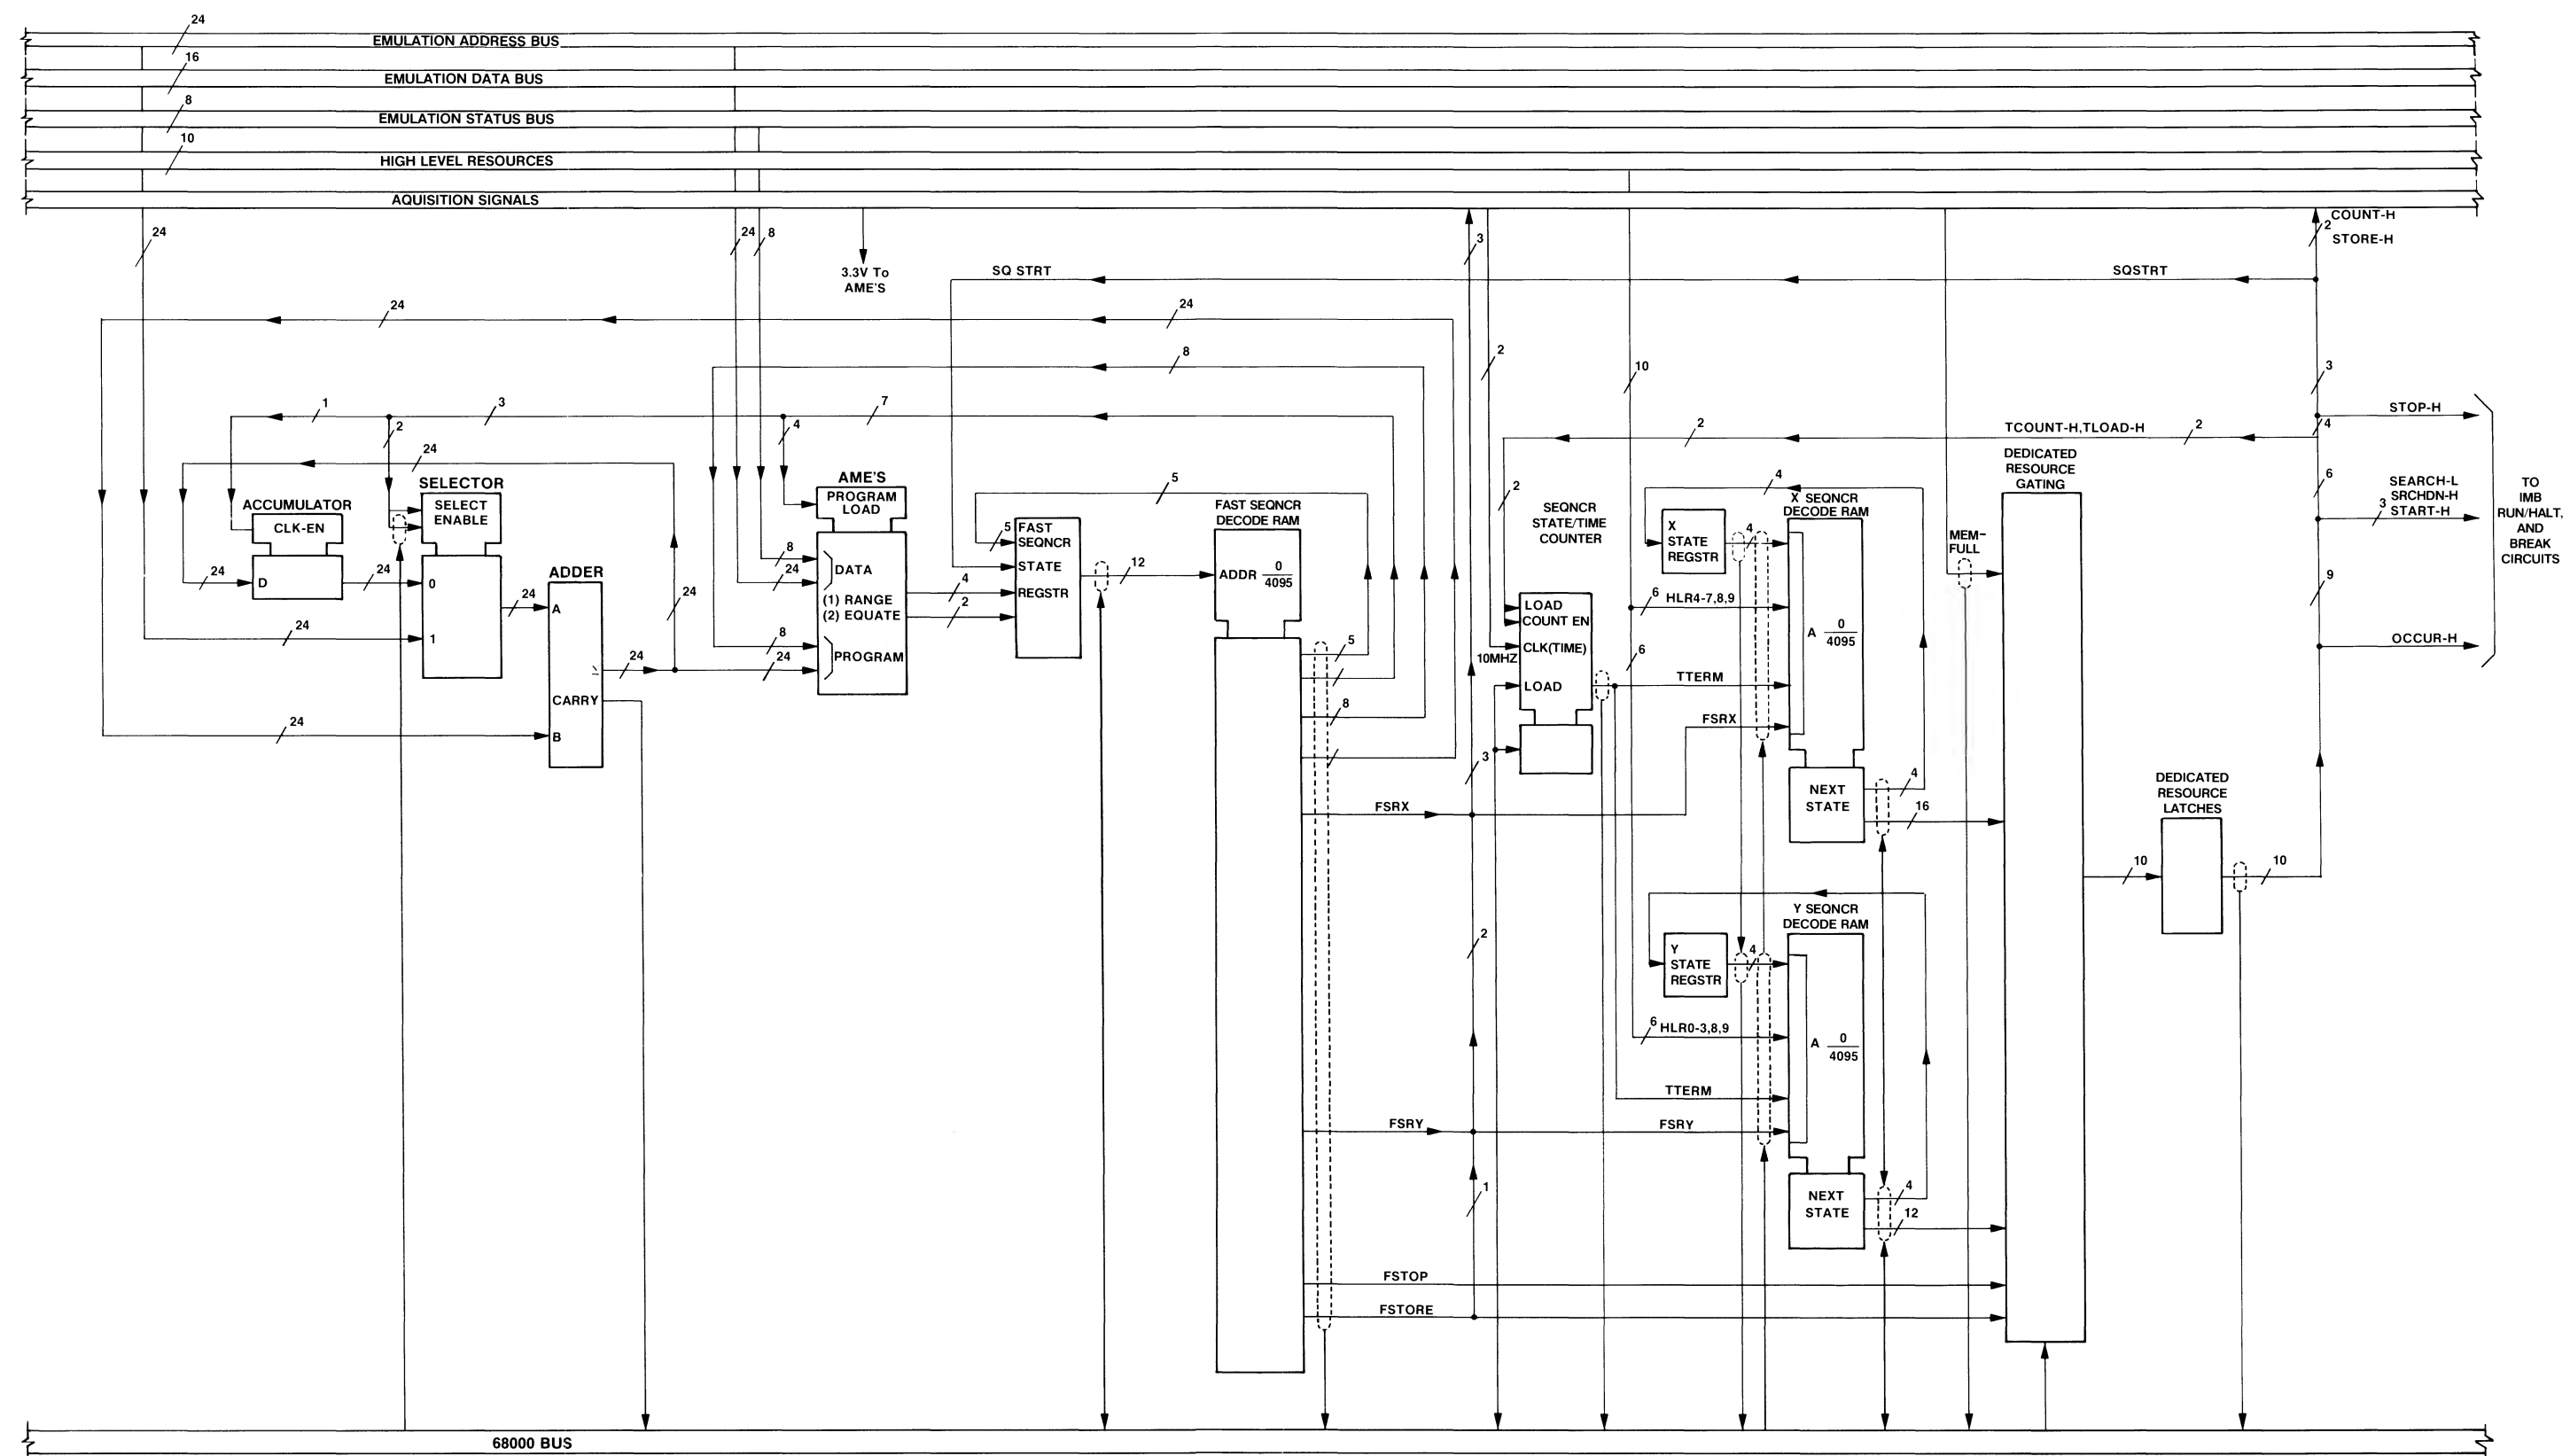 24
EMULATION ADDRESS BUS
16
EMULATION DATA BUS
8
EMULATION STATUS BUS
10
HIGH LEVEL RESOURCES
AQUISITION SIGNALS
COUNT-H
2
STORE-H
24
24
8
3
3.3V To
AME'S
SQ STRT
SQSTRT
24
24
8
2
10
3
1
3
7
2
4
STOP-H
4
2
TCOUNT-H,TLOAD-H
2
24
DEDICATED
RESOURCE
GATING
SELECTOR
SELECT
ENABLE
ACCUMULATOR
CLK-EN
AME'S
PROGRAM
LOAD
5
FAST SEQNCR
DECODE RAM
2
SEQNCR
STATE/TIME
COUNTER
4
X SEQNCR
DECODE RAM
6
SEARCH-L
SRCHDN-H
3
START-H
TO
IMB
RUN/HALT,
AND
BREAK
CIRCUITS
5
FAST
SEQNCR
STATE
REGSTR
X
STATE
REGSTR
4
MEM-
FULL
24
D
24
0
24
1
ADDER
24
A
24
CARRY
24
B
24
8
24
DATA
(1) RANGE
(2) EQUATE
8
24
PROGRAM
4
2
12
ADDR 0
4095
9
LOAD
COUNT EN
CLK(TIME)
10MHZ
LOAD
6 HLR4-7,8,9
6
A 0
4095
OCCUR-H
5
8
TTERM
FSRX
3
NEXT
STATE
4
16
FSRX
DEDICATED
RESOURCE
LATCHES
10
10
Y SEQNCR
DECODE RAM
2
Y
STATE
REGSTR
4
6 HLR0-3,8,9
A 0
4095
TTERM
FSRY
FSRY
1
NEXT
STATE
4
12
FSTOP
FSTORE
68000 BUS